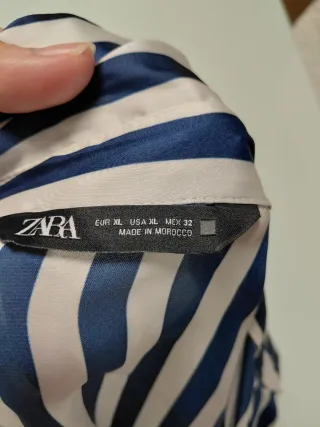 ZARA
EUR XL USA XL MEX 32
MADE IN MOROCCO